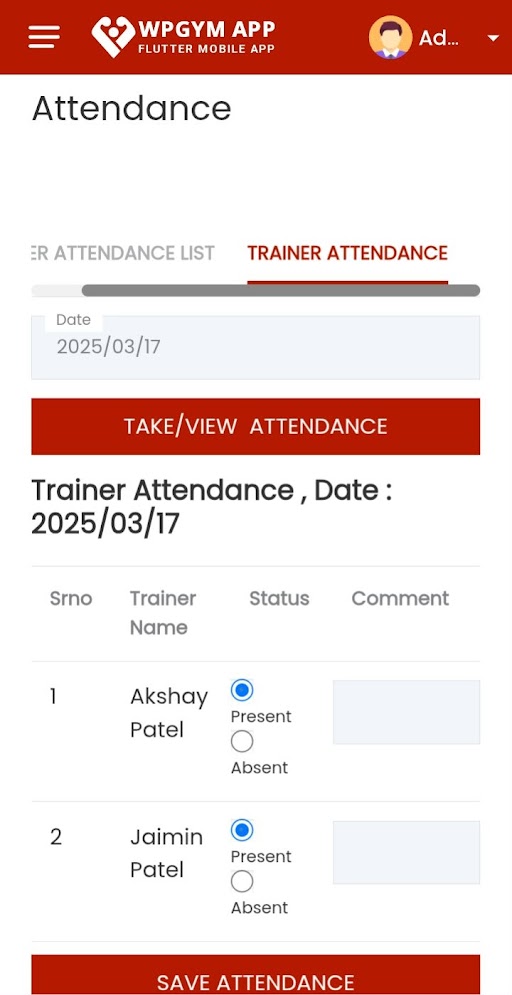 WPGYM APP
FLUTTER MOBILE APP
Ad...
Attendance
ER ATTENDANCE LIST TRAINER ATTENDANCE
Date
2025/03/17
TAKE/VIEW ATTENDANCE
Trainer Attendance , Date :
2025/03/17
Srno Trainer Status Comment
Name
1 Akshay
Patel
Present
Absent
2 Jaimin
Patel
Present
Absent
SAVE ATTENDANCE